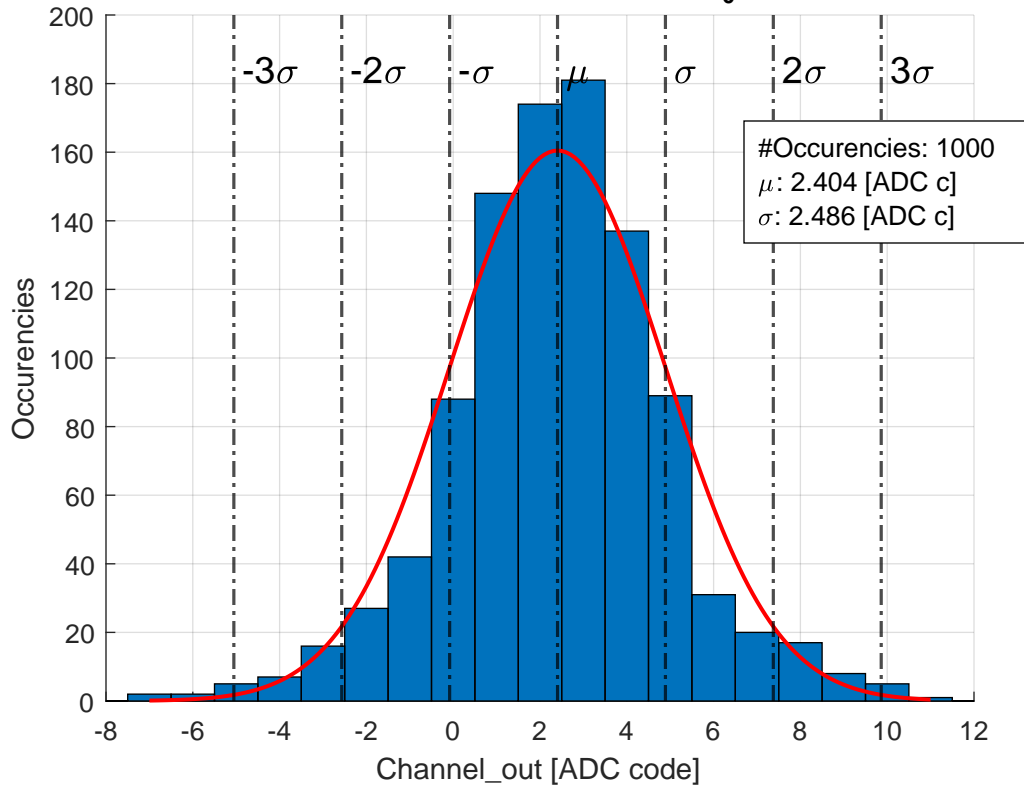 200
180
160
140
120
100
80
60
40
20
0
-3σ -2σ -σ μ σ 2σ 3σ
#Occurencies: 1000
μ: 2.404 [ADC c]
σ: 2.486 [ADC c]
Occurencies
-8 -6 -4 -2 0 2 4 6 8 10 12
Channel_out [ADC code]